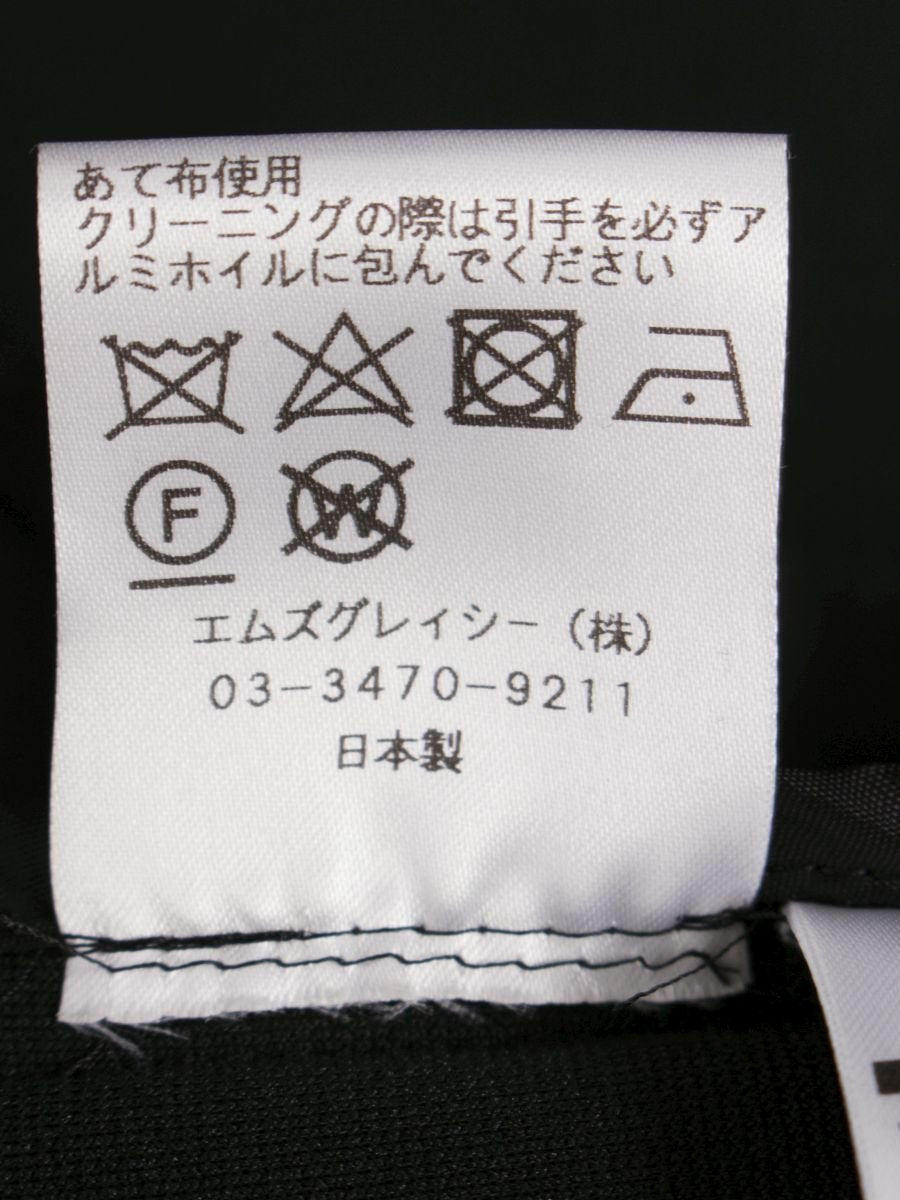 あて布使用
クリーニングの際は引手を必ずア
ルミホイルに包んでください
F
W
エムズグレイシー（株）
03-3470-9211
日本製